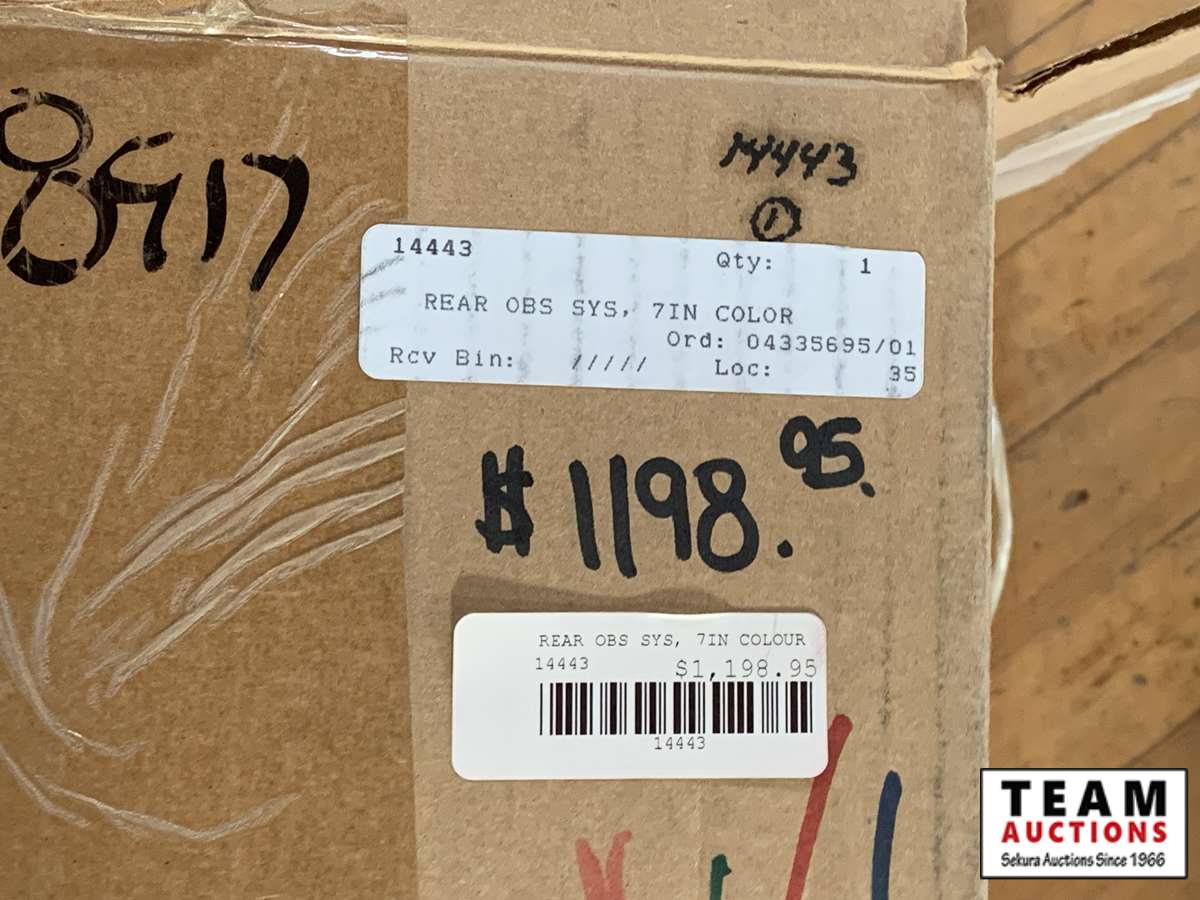 14443
1
14443 Qty: 1
REAR OBS SYS, 7IN COLOR
Ord: 04335695/01
Rcv Bin: ///// Loc: 35
$1198.95.
REAR OBS SYS, 7IN COLOUR
14443 $1,198.95
14443
TEAM
AUCTIONS
Sekura Auctions Since 1966